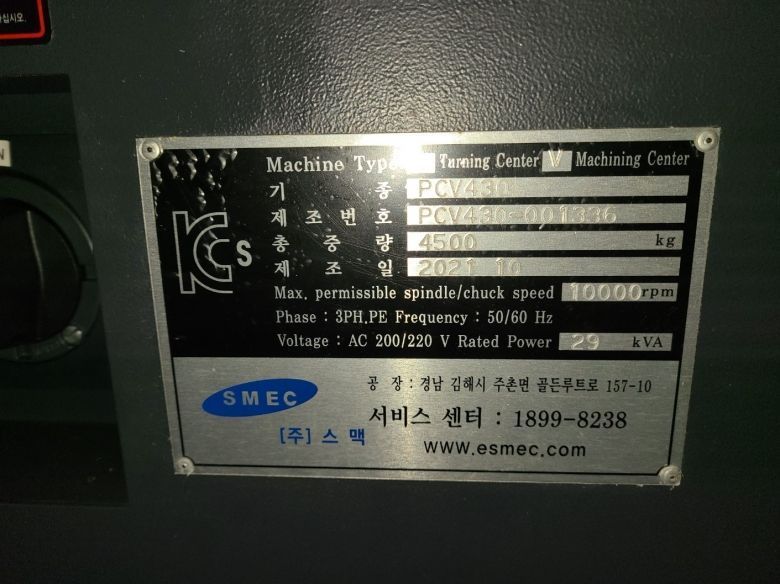 십시오.
N
Machine Type Turning Center V Machining Center
기 종 PCV430
제 조 번 호 PCV430-001336
총 중 량 4500 kg
제 조 일 2021 10
Max. permissible spindle/chuck speed 10000 rpm
Phase : 3PH.PE Frequency : 50/60 Hz
Voltage : AC 200/220 V Rated Power 29 kVA
KCs
SMEC
[주] 스 맥
공 장 : 경남 김해시 주촌면 골든루트로 157-10
서비스 센터 : 1899-8238
www.esmec.com